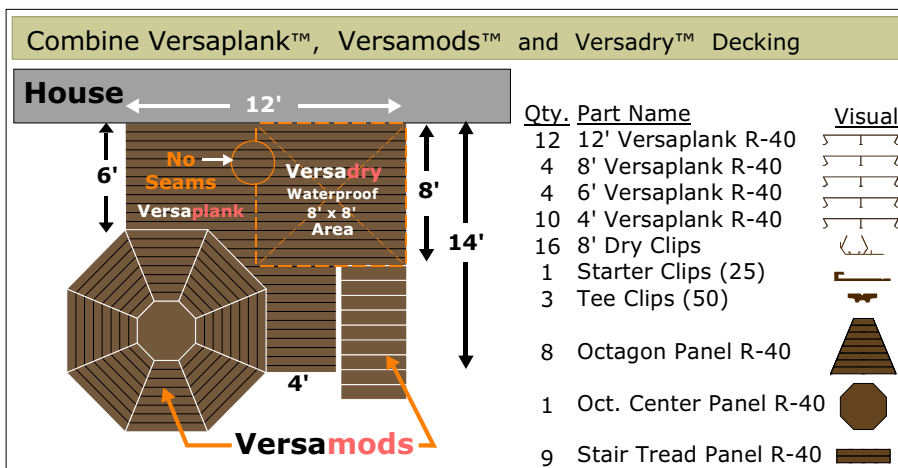 Combine Versaplank™, Versamods™ and Versadry™ Decking
House
12'
6'
No
Seams
Versaplank
Versadry
Waterproof
8' x 8'
Area
8'
14'
4'
Versamods
Qty. Part Name Visual
12 12' Versaplank R-40
4 8' Versaplank R-40
4 6' Versaplank R-40
10 4' Versaplank R-40
16 8' Dry Clips
1 Starter Clips (25)
3 Tee Clips (50)
8 Octagon Panel R-40
1 Oct. Center Panel R-40
9 Stair Tread Panel R-40